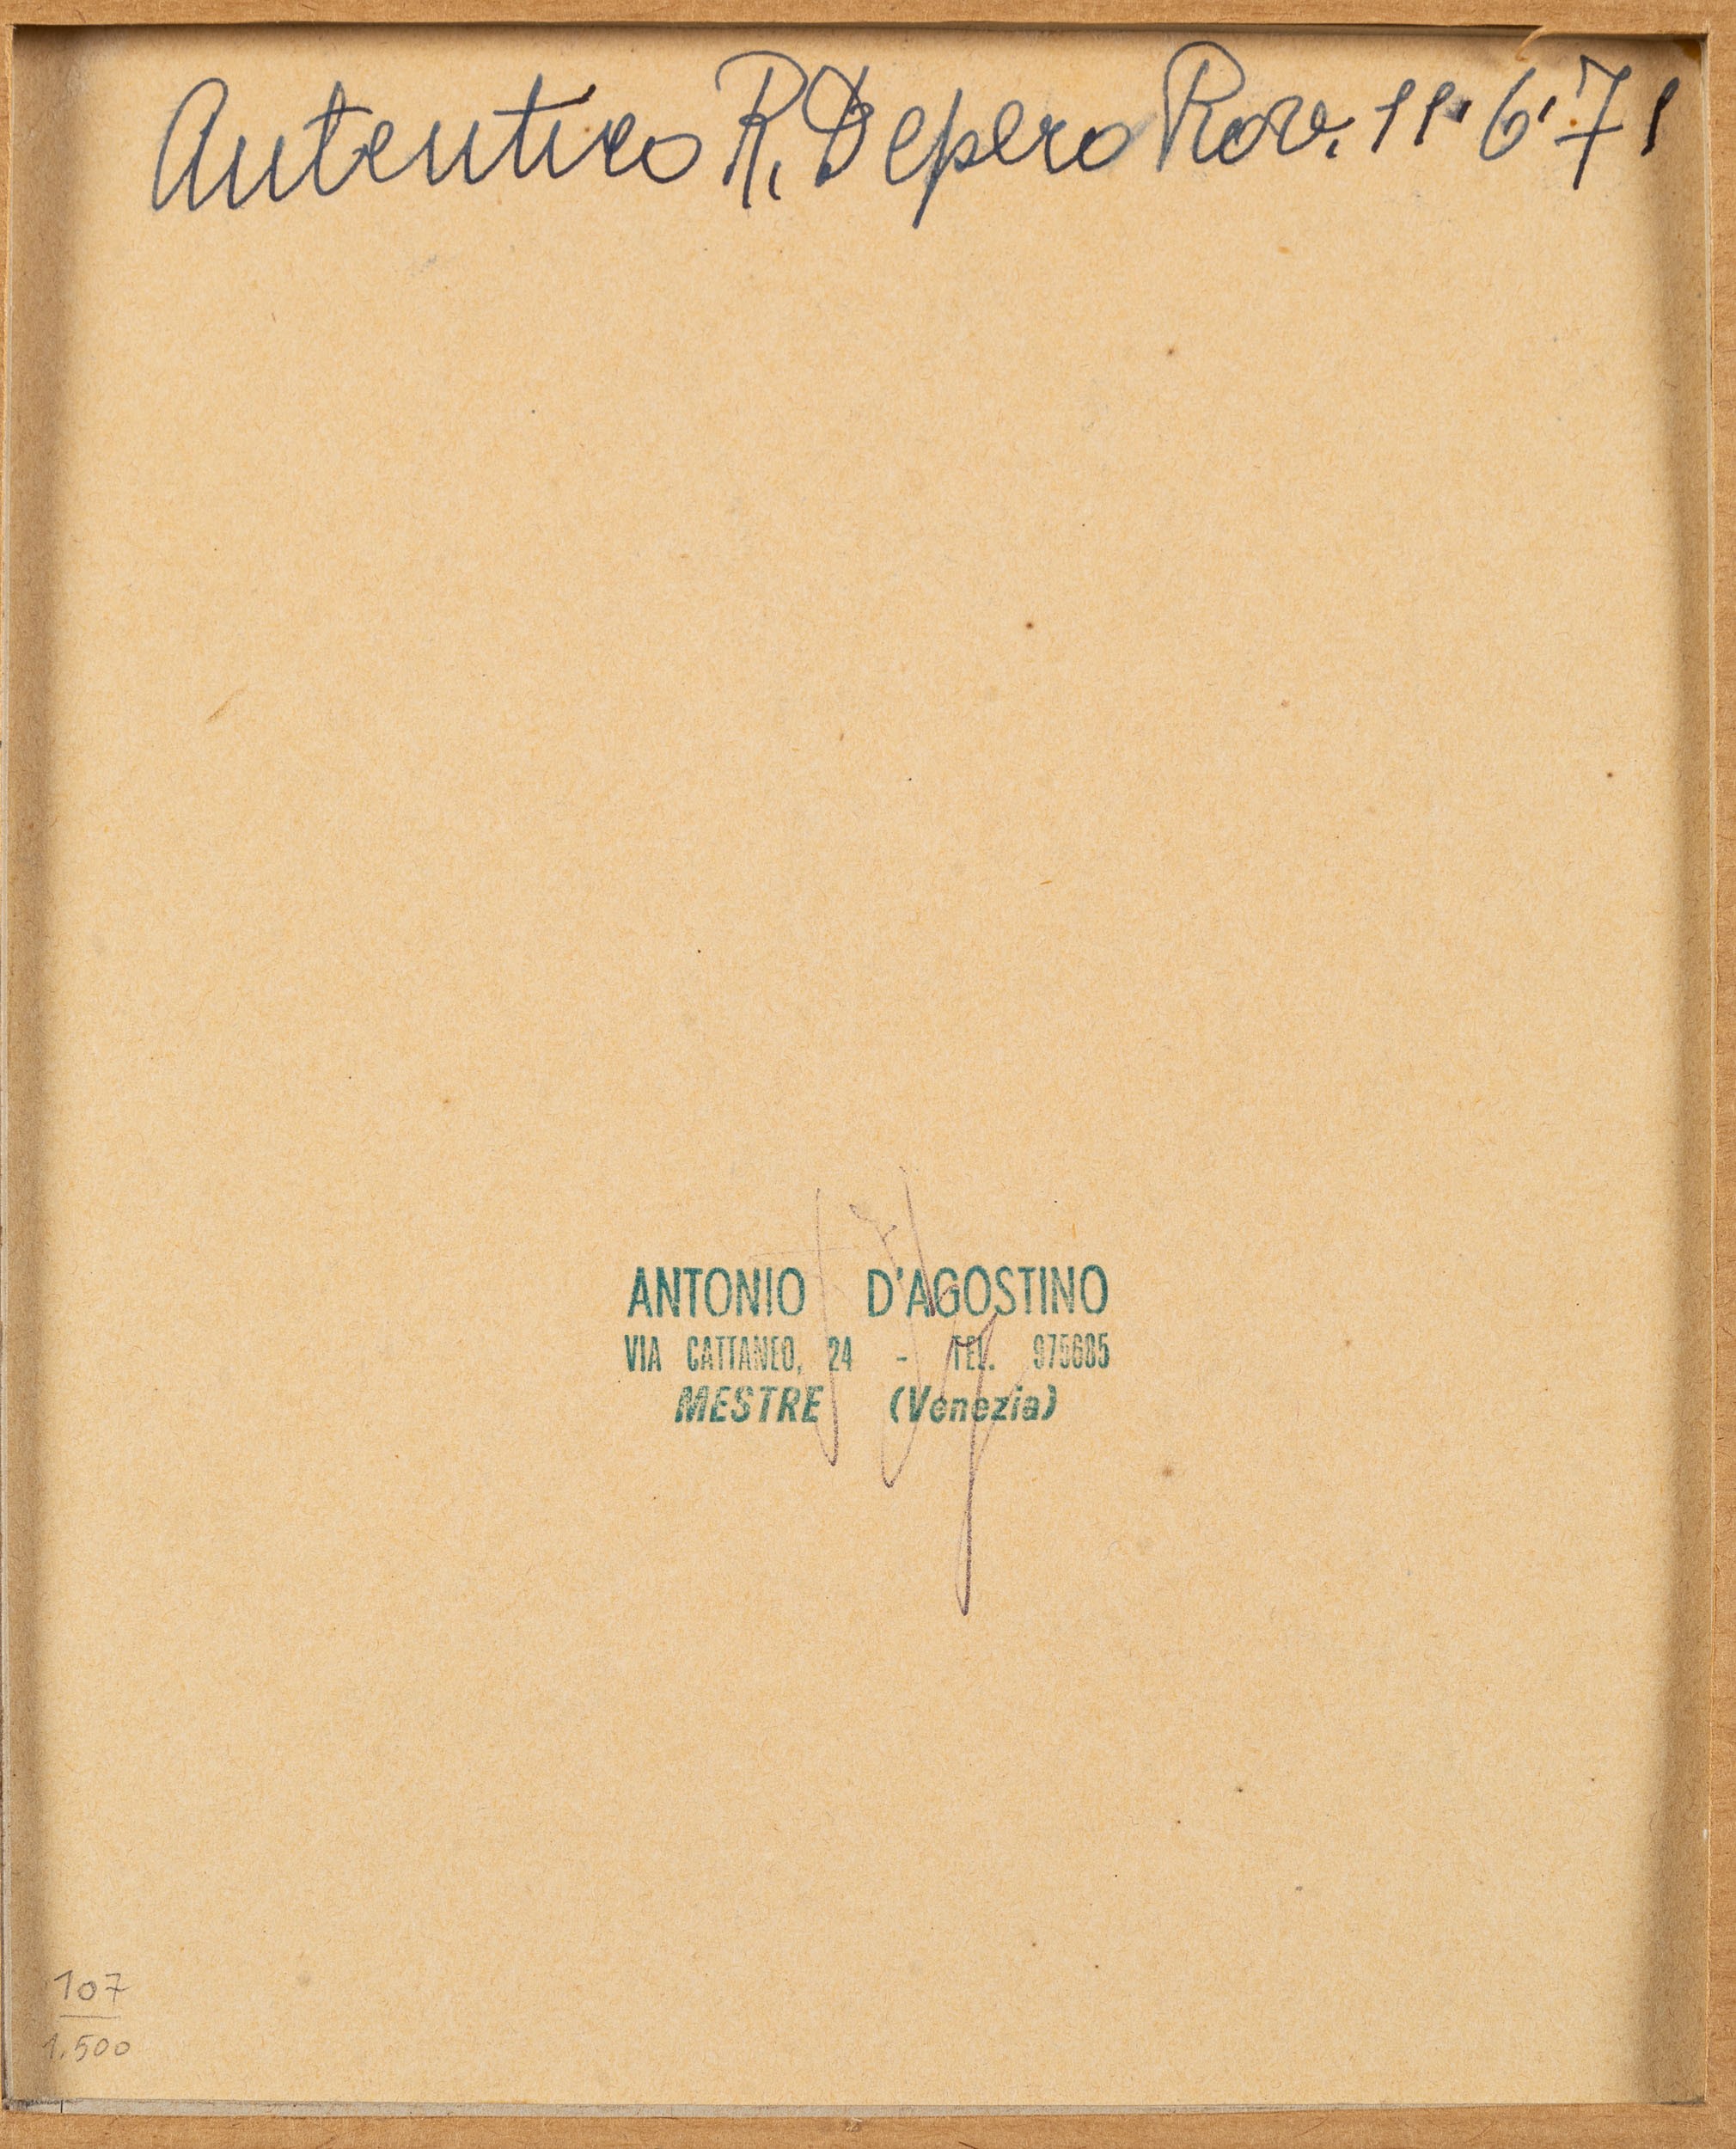 Autentico R. Depero Rov. 11·6·71
ANTONIO D'AGOSTINO
VIA CATTANEO, 24 - TEL. 975685
MESTRE (Venezia)
107
1.500